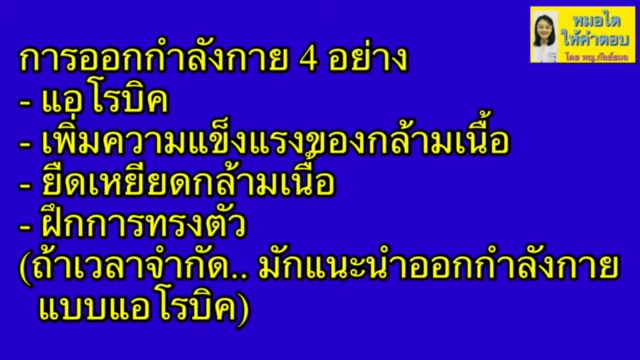 หมอไต
ให้คำตอบ
การออกกำลังกาย 4 อย่าง
- แอโรบิค
- เพิ่มความแข็งแรงของกล้ามเนื้อ
- ยืดเหยียดกล้ามเนื้อ
- ฝึกการทรงตัว
(ถ้าเวลาจำกัด.. มักแนะนำออกกำลังกาย
แบบแอโรบิค)